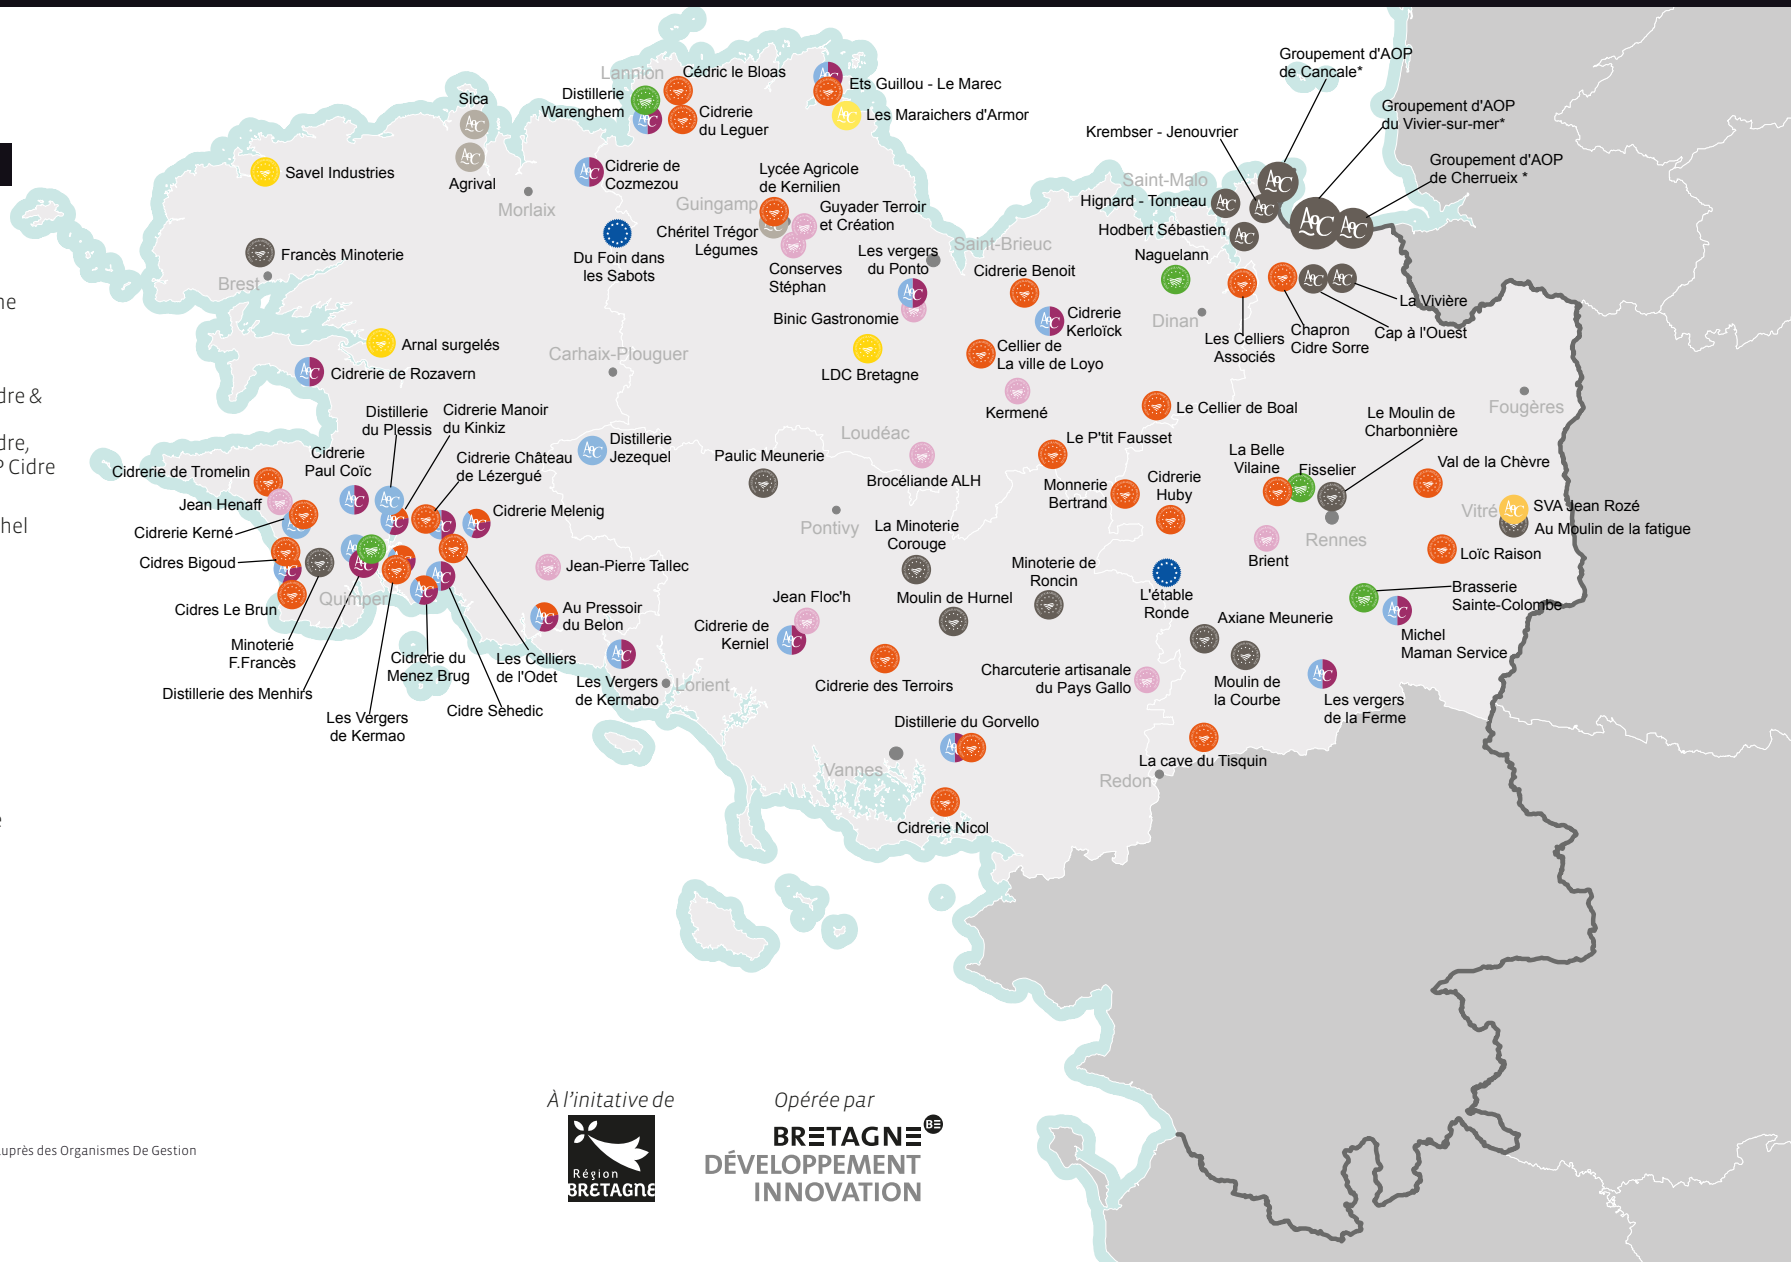 Groupement d'AOP
de Cancale*
Groupement d'AOP
du Vivier-sur-mer*
Groupement d'AOP
de Cherrueix *
Krembser - Jenouvrier
Saint-Malo
Hignard - Tonneau
Hodbert Sébastien
Naguelann
Lannion
Cédric le Bloas
Distillerie
Warenghem
Cidrerie
du Leguer
Ets Guillou - Le Marec
Les Maraichers d'Armor
Sica
Agrival
Savel Industries
Morlaix
Cidrerie de
Cozmezou
Lycée Agricole
de Kernilien
Guingamp
Guyader Terroir
et Création
Chéritel Trégor
Légumes
Conserves
Stéphan
Les vergers
du Ponto
Saint-Brieuc
Du Foin dans
les Sabots
Francès Minoterie
Brest
Cidrerie Benoit
Binic Gastronomie
Cidrerie
Kerloïck
Dinan
Les Celliers
Associés
Chapron
Cidre Sorre
Cap à l'Ouest
La Vivière
Arnal surgelés
Cidrerie de Rozavern
Carhaix-Plouguer
LDC Bretagne
Cellier de
La ville de Loyo
Kermené
Le Cellier de Boal
Fougères
Le Moulin de
Charbonnière
ne
dre &
dre,
P Cidre
hel
e
Distillerie
du Plessis
Cidrerie Manoir
du Kinkiz
Cidrerie
Paul Coïc
Cidrerie Château
de Lézergué
Distillerie
Jezequel
Cidrerie de Tromelin
Jean Henaff
Cidrerie Kerné
Cidres Bigoud
Cidres Le Brun
Cidrerie Melenig
Paulic Meunerie
Loudéac
Brocéliande ALH
Le P'tit Fausset
Monnerie
Bertrand
Cidrerie
Huby
La Belle
Vilaine
Fisselier
Val de la Chèvre
Vitré
SVA Jean Rozé
Au Moulin de la fatigue
Loïc Raison
Rennes
Brient
Pontivy
La Minoterie
Corouge
Minoterie de
Roncin
L'étable
Ronde
Brasserie
Sainte-Colombe
Michel
Maman Service
Axiane Meunerie
Moulin de
la Courbe
Les vergers
de la Ferme
Quimper
Minoterie
F.Francès
Distillerie des Menhirs
Les Vergers
de Kermao
Cidrerie du
Menez Brug
Cidre Sehedic
Les Celliers
de l'Odet
Jean-Pierre Tallec
Au Pressoir
du Belon
Les Vergers
de Kermabo
Lorient
Jean Floc'h
Cidrerie de
Kerniel
Moulin de Hurnel
Cidrerie des Terroirs
Charcuterie artisanale
du Pays Gallo
Distillerie du Gorvello
Vannes
Cidrerie Nicol
La cave du Tisquin
Redon
À l'initative de
Région
BRETAGNE
Opérée par
BRETAGNE
DÉVELOPPEMENT
INNOVATION
uprès des Organismes De Gestion